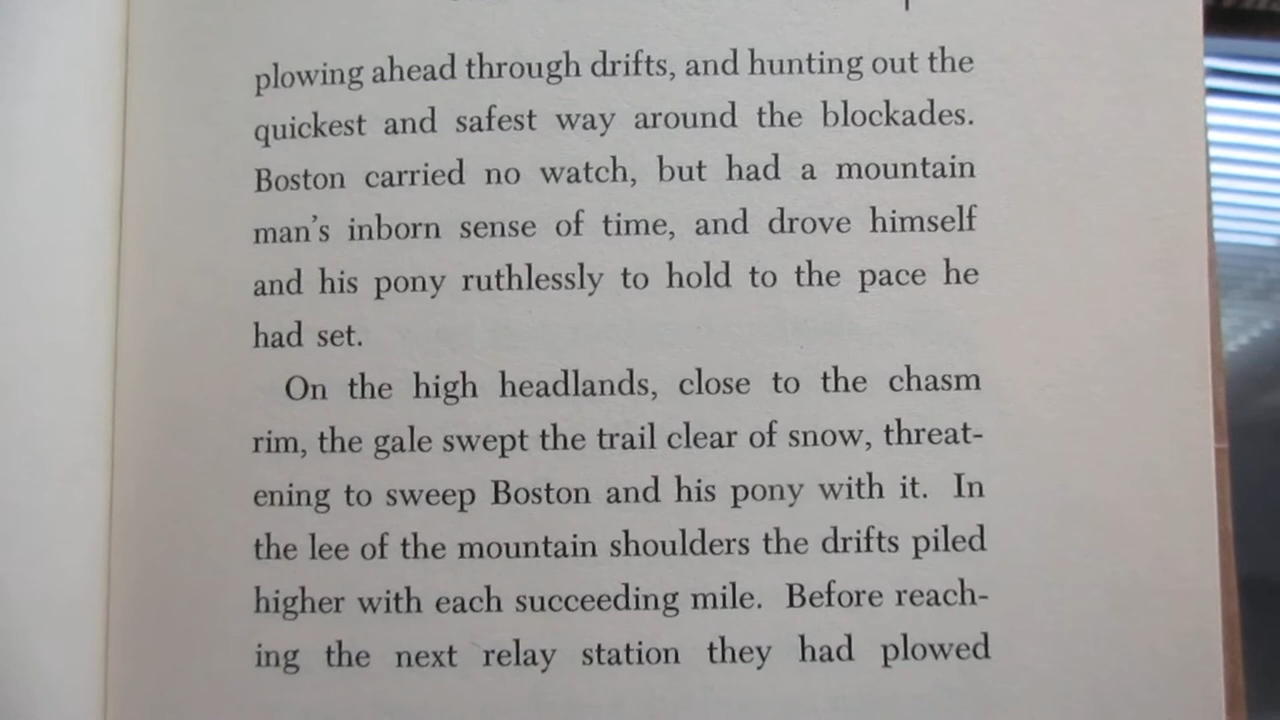 plowing ahead through drifts, and hunting out the
quickest and safest way around the blockades.
Boston carried no watch, but had a mountain
man's inborn sense of time, and drove himself
and his pony ruthlessly to hold to the pace he
had set.
On the high headlands, close to the chasm
rim, the gale swept the trail clear of snow, threat-
ening to sweep Boston and his pony with it. In
the lee of the mountain shoulders the drifts piled
higher with each succeeding mile. Before reach-
ing the next relay station they had plowed